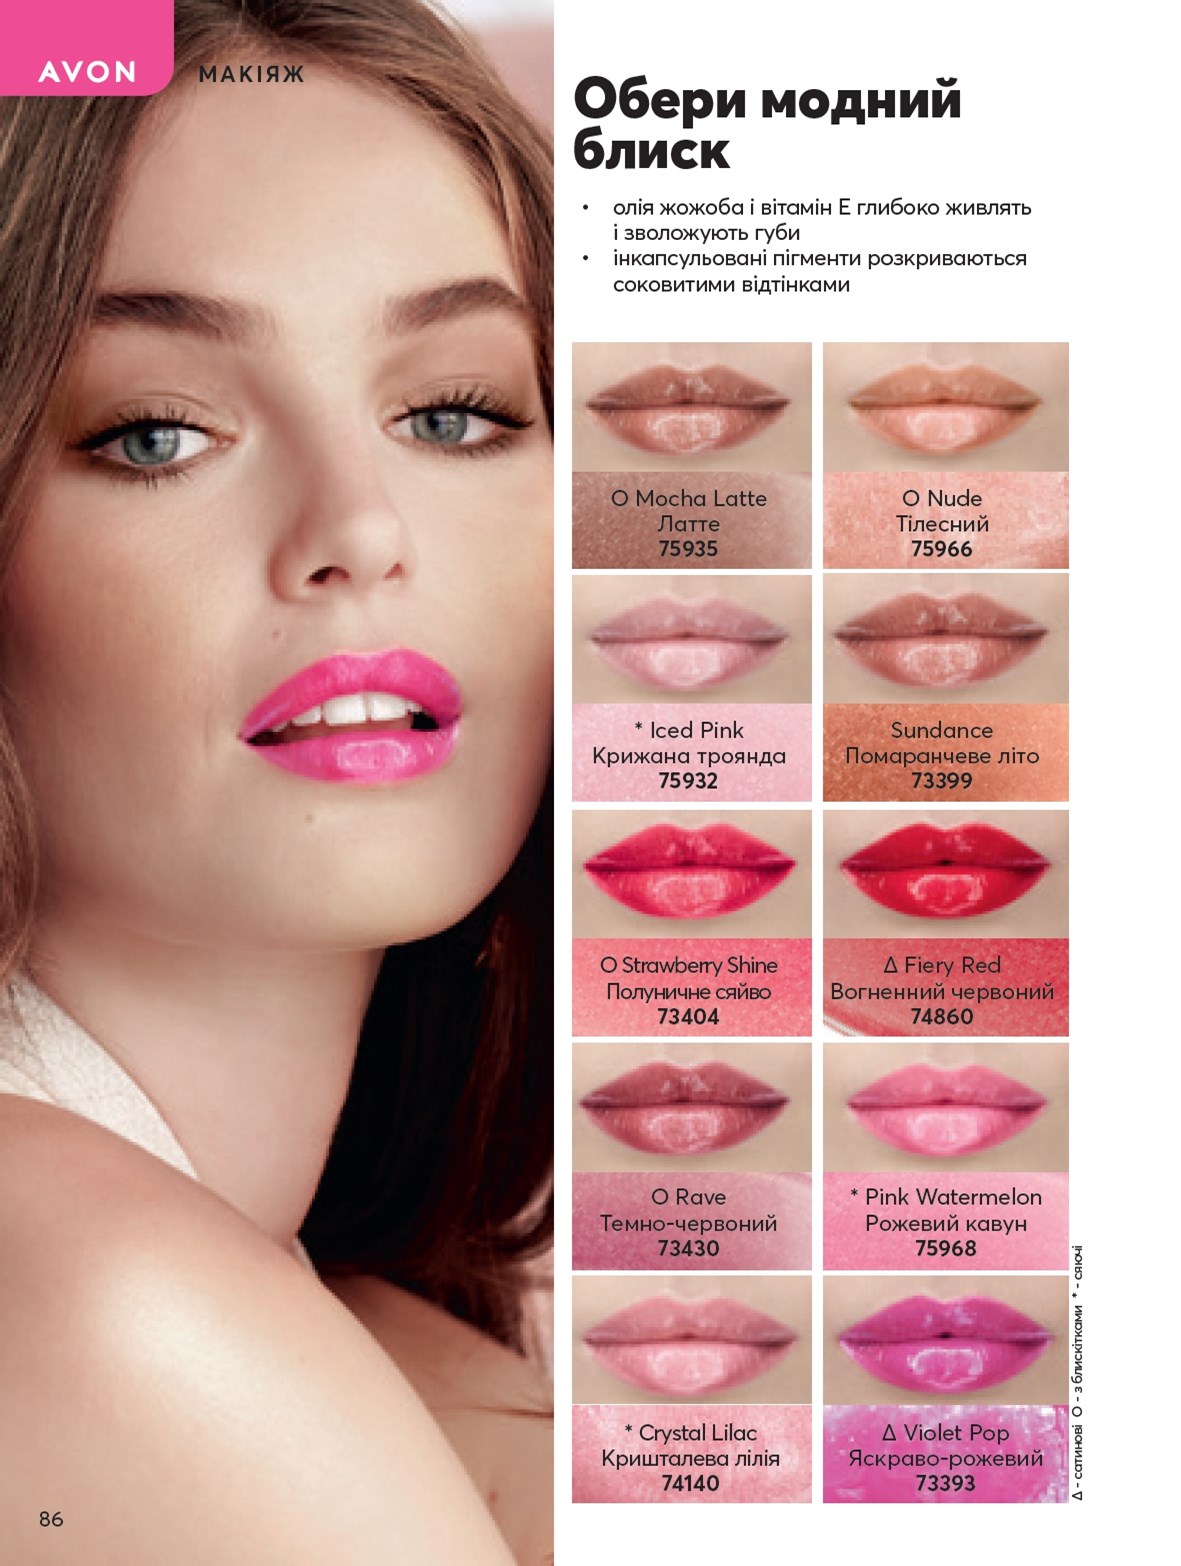 AVON
МАКІЯЖ
Обери модний
блиск
• олія жожоба і вітамін Е глибоко живлять
і зволожують губи
• інкапсульовані пігменти розкриваються
соковитими відтінками
O Mocha Latte
Латте
75935
O Nude
Тілесний
75966
* Iced Pink
Крижана троянда
75932
Sundance
Помаранчеве літо
73399
O Strawberry Shine
Полуничне сяйво
73404
Δ Fiery Red
Вогненний червоний
74860
O Rave
Темно-червоний
73430
* Pink Watermelon
Рожевий кавун
75968
* Crystal Lilac
Кришталева лілія
74140
Δ Violet Pop
Яскраво-рожевий
73393
Δ - сатинові O - з блискітками * - сяючі
86